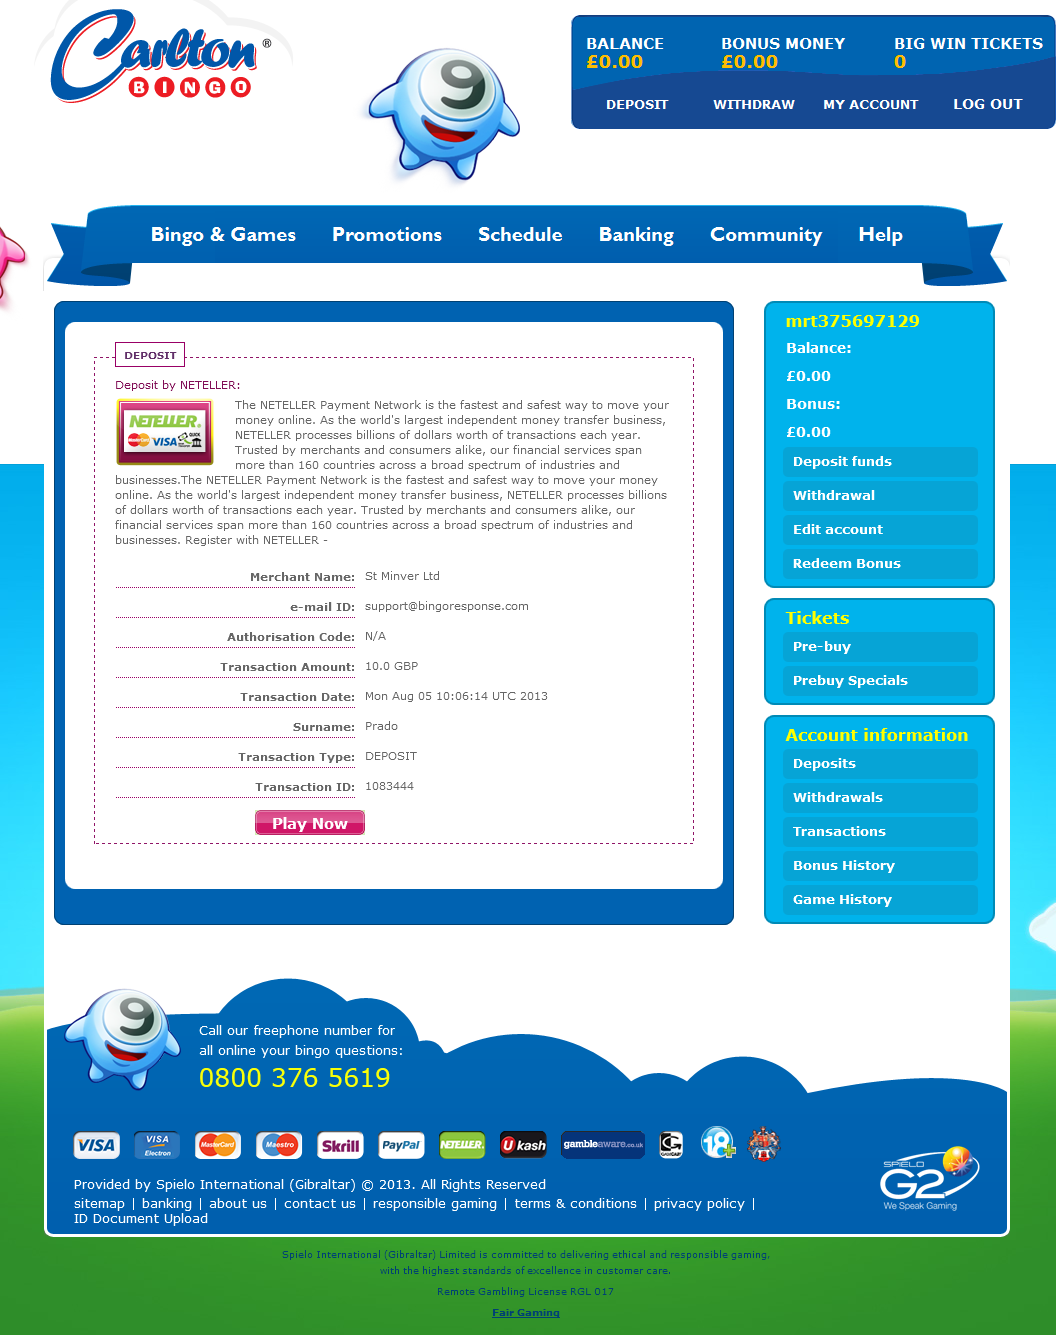 Carlton®
BINGO
9
BALANCE BONUS MONEY BIG WIN TICKETS
£0.00 £0.00 0
DEPOSIT WITHDRAW MY ACCOUNT LOG OUT
Bingo & Games Promotions Schedule Banking Community Help
DEPOSIT
Deposit by NETELLER:
NETELLER®
MasterCard VISA
The NETELLER Payment Network is the fastest and safest way to move your
money online. As the world's largest independent money transfer business,
NETELLER processes billions of dollars worth of transactions each year.
Trusted by merchants and consumers alike, our financial services span
more than 160 countries across a broad spectrum of industries and
businesses.The NETELLER Payment Network is the fastest and safest way to move your money
online. As the world's largest independent money transfer business, NETELLER processes billions
of dollars worth of transactions each year. Trusted by merchants and consumers alike, our
financial services span more than 160 countries across a broad spectrum of industries and
businesses. Register with NETELLER -
Merchant Name: St Minver Ltd
e-mail ID: support@bingoresponse.com
Authorisation Code: N/A
Transaction Amount: 10.0 GBP
Transaction Date: Mon Aug 05 10:06:14 UTC 2013
Surname: Prado
Transaction Type: DEPOSIT
Transaction ID: 1083444
Play Now
mrt375697129
Balance:
£0.00
Bonus:
£0.00
Deposit funds
Withdrawal
Edit account
Redeem Bonus
Tickets
Pre-buy
Prebuy Specials
Account information
Deposits
Withdrawals
Transactions
Bonus History
Game History
9
Call our freephone number for
all online your bingo questions:
0800 376 5619
VISA VISA Electron MasterCard Maestro Skrill PayPal NETELLER. Ukash gambleaware.co.uk GAMCARE 18+
SPIELO
G2
We Speak Gaming
Provided by Spielo International (Gibraltar) © 2013. All Rights Reserved
sitemap | banking | about us | contact us | responsible gaming | terms & conditions | privacy policy |
ID Document Upload
Spielo International (Gibraltar) Limited is committed to delivering ethical and responsible gaming,
with the highest standards of excellence in customer care.
Remote Gambling License RGL 017
Fair Gaming